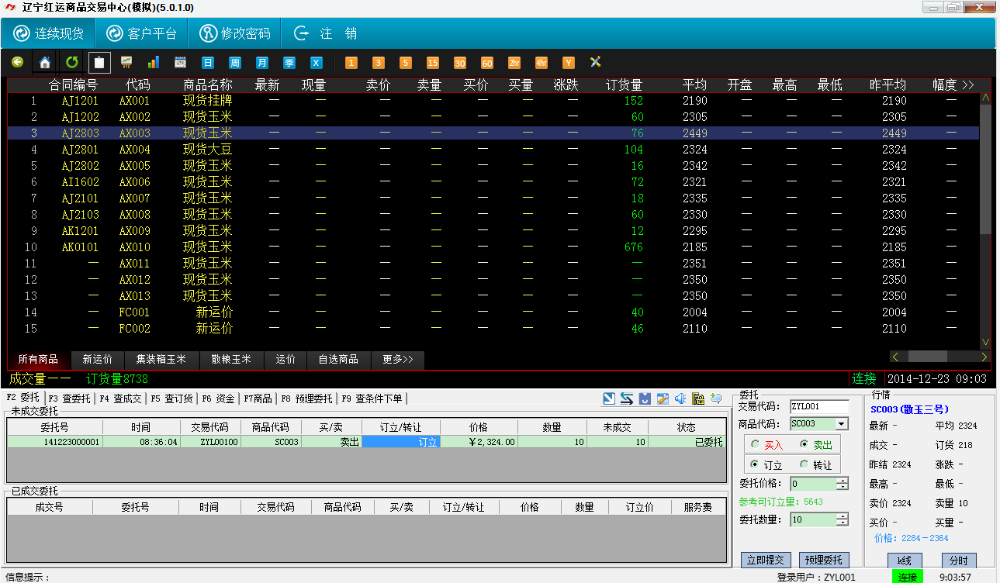 辽宁红运商品交易中心(模拟)(5.0.1.0)
连续现货 客户平台 修改密码 注 销
日 周 月 季 X 1 3 5 15 30 60 2hr 4hr Y
合同编号 代码 商品名称 最新 现量 卖价 卖量 买价 买量 涨跌 订货量 平均 开盘 最高 最低 昨平均 幅度 >>
1 AJ1201 AX001 现货挂牌 — — — — — — — 152 2190 — — — 2190 —
2 AJ1202 AX002 现货玉米 — — — — — — — 60 2305 — — — 2305 —
3 AJ2803 AX003 现货玉米 — — — — — — — 76 2449 — — — 2449 —
4 AJ2801 AX004 现货大豆 — — — — — — — 104 2324 — — — 2324 —
5 AJ2802 AX005 现货玉米 — — — — — — — 16 2342 — — — 2342 —
6 AI1602 AX006 现货玉米 — — — — — — — 72 2321 — — — 2321 —
7 AJ2101 AX007 现货玉米 — — — — — — — 18 2335 — — — 2335 —
8 AJ2103 AX008 现货玉米 — — — — — — — 60 2330 — — — 2330 —
9 AK1201 AX009 现货玉米 — — — — — — — 12 2295 — — — 2295 —
10 AK0101 AX010 现货玉米 — — — — — — — 676 2185 — — — 2185 —
11 — AX011 现货玉米 — — — — — — — — 2351 — — — 2351 —
12 — AX012 现货玉米 — — — — — — — — 2350 — — — 2350 —
13 — AX013 现货玉米 — — — — — — — — 2350 — — — 2350 —
14 — FC001 新运价 — — — — — — — 40 2004 — — — 2004 —
15 — FC002 新运价 — — — — — — — 46 2110 — — — 2110 —
所有商品 新运价 集装箱玉米 散粮玉米 运价 自选商品 更多>>
成交量—— 订货量8738 连接 2014-12-23 09:03
F2 委托 F3 查委托 F4 查成交 F5 查订货 F6 资金 F7商品 F8 预埋委托 F9 查条件下单
未成交委托
委托号 时间 交易代码 商品代码 买/卖 订立/转让 价格 数量 未成交 状态
141223000001 08:36:04 ZYL00100 SC003 卖出 订立 ￥2,324.00 10 10 已委托
已成交委托
成交号 委托号 时间 交易代码 商品代码 买/卖 订立/转让 价格 数量 订立价 服务费
委托
交易代码: ZYL001
商品代码: SC003
买入 卖出
订立 转让
委托价格: 0
参考可订立量: 5643
委托数量: 10
立即提交 预埋委托
行情
SC003(散玉三号)
最新 - 平均 2324
成交 - 订货 218
昨结 2324 涨跌 -
最高 - 最低 -
卖价 2324 卖量 10
买价 - 买量 -
价格: 2284-2364
k线 分时
信息提示: 登录用户:ZYL001 连接 9:03:57